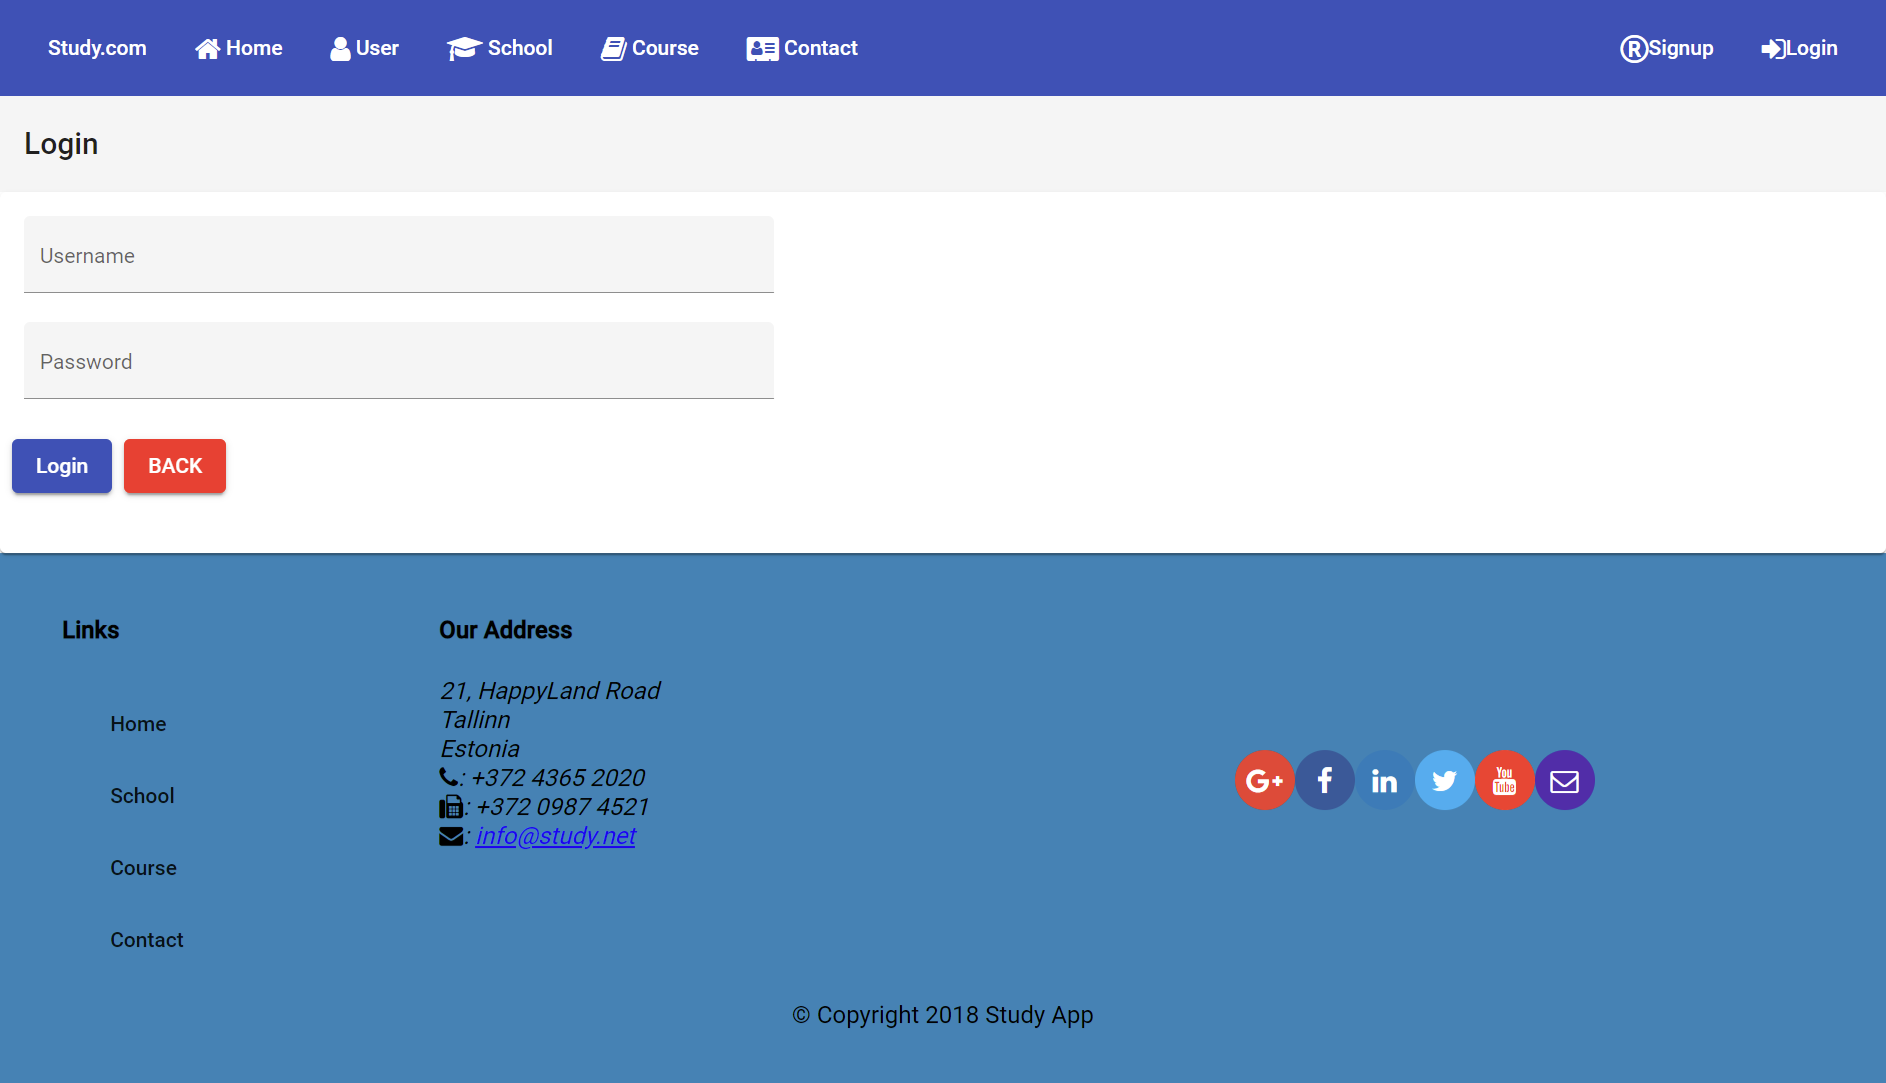 Study.com Home User School Course Contact ®Signup Login
Login
Username
Password
Login BACK
Links
Home
School
Course
Contact
Our Address
21, HappyLand Road
Tallinn
Estonia
: +372 4365 2020
: +372 0987 4521
: info@study.net
G+ f in You Tube
© Copyright 2018 Study App